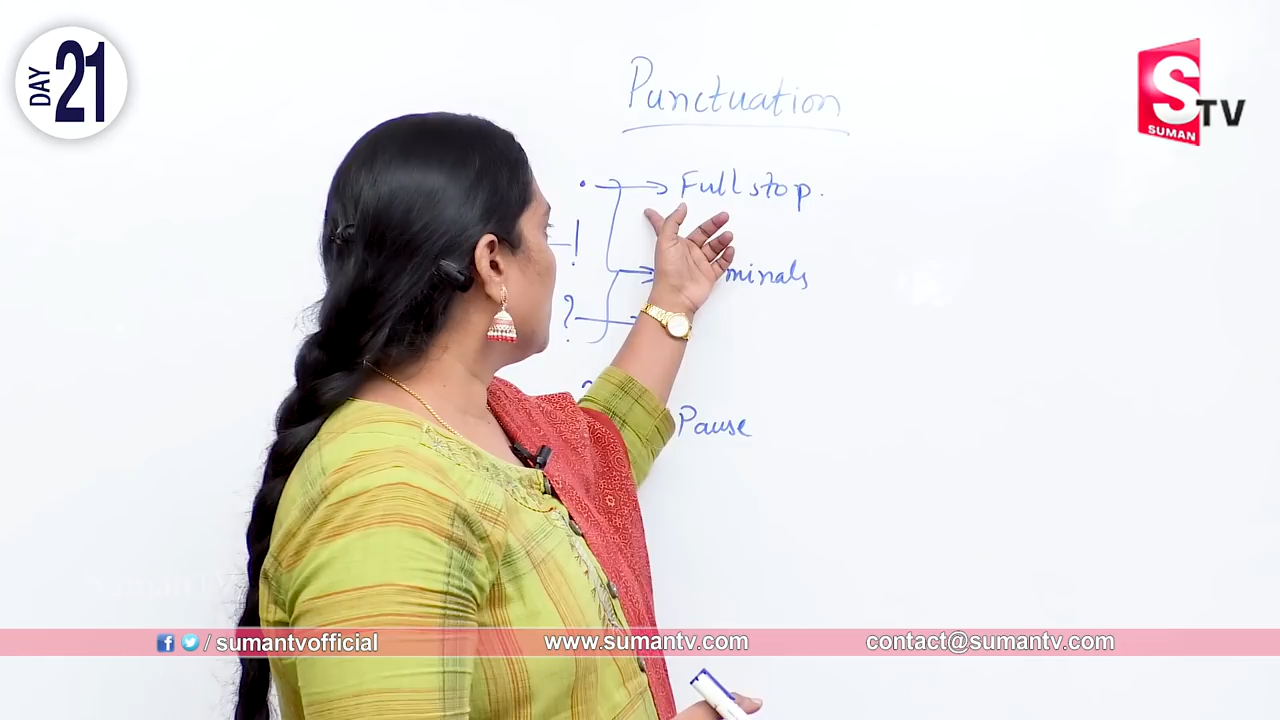 DAY 21
S TV
SUMAN
Punctuation
. Full stop.
!
minals
?
Pause
/ sumantvofficial
www.sumantv.com
contact@sumantv.com